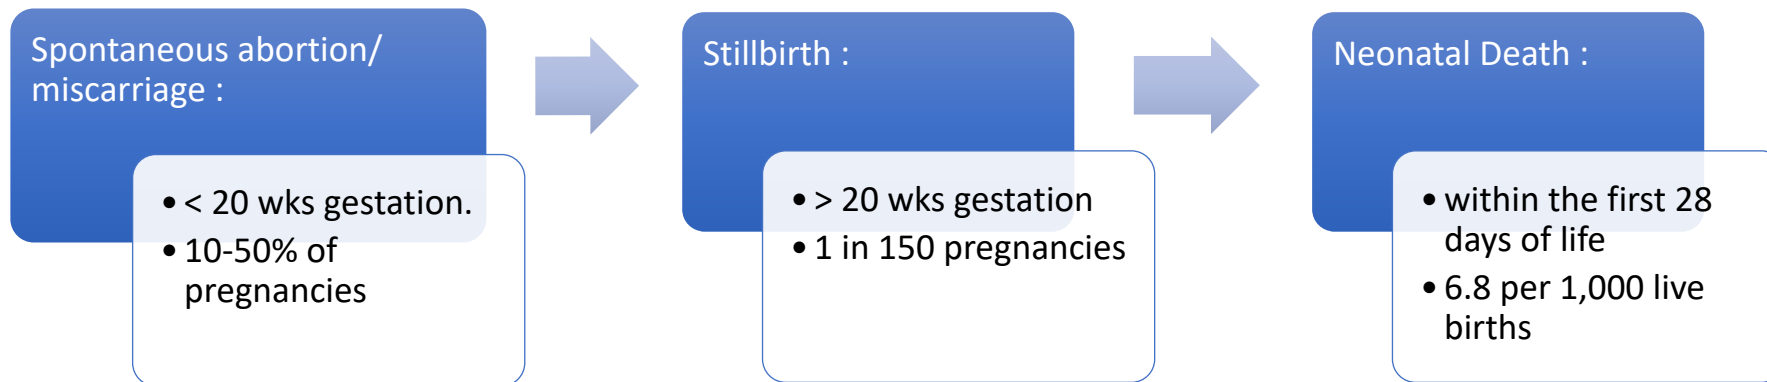 Spontaneous abortion/
miscarriage :
• < 20 wks gestation.
• 10-50% of
pregnancies
Stillbirth :
• > 20 wks gestation
• 1 in 150 pregnancies
Neonatal Death :
• within the first 28
days of life
• 6.8 per 1,000 live
births